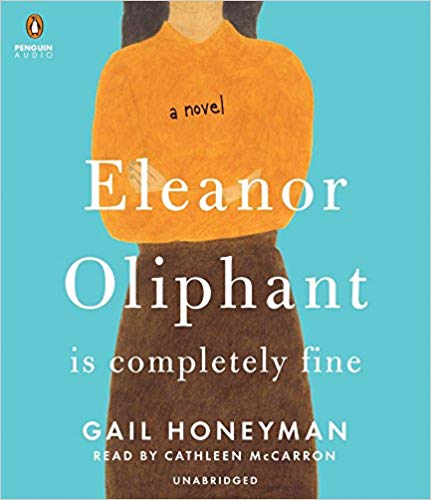 PENGUIN
AUDIO
a novel
Eleanor
Oliphant
is completely fine
GAIL HONEYMAN
READ BY CATHLEEN McCARRON
UNABRIDGED